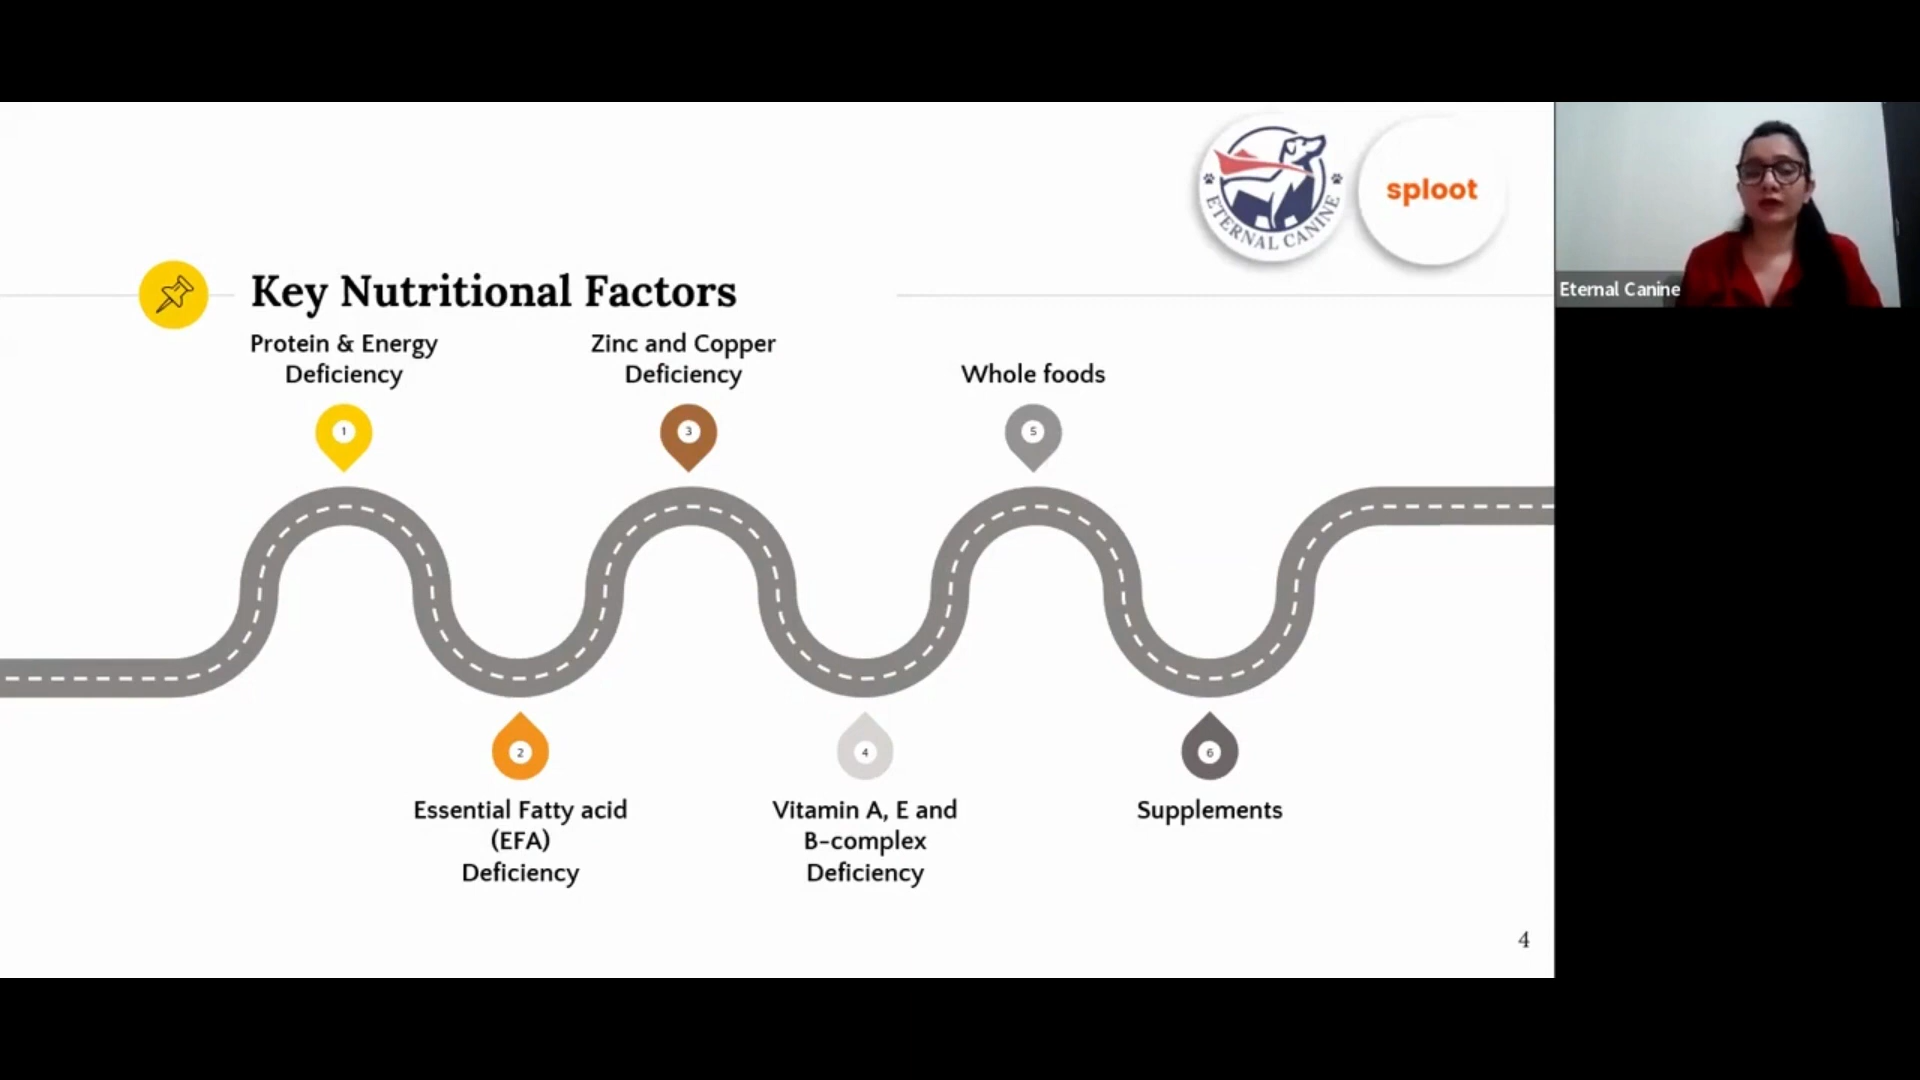 ETERNAL CANINE
sploot
Eternal Canine
Key Nutritional Factors
Protein & Energy
Deficiency
Zinc and Copper
Deficiency
Whole foods
1
3
5
2
4
6
Essential Fatty acid
(EFA)
Deficiency
Vitamin A, E and
B-complex
Deficiency
Supplements
4